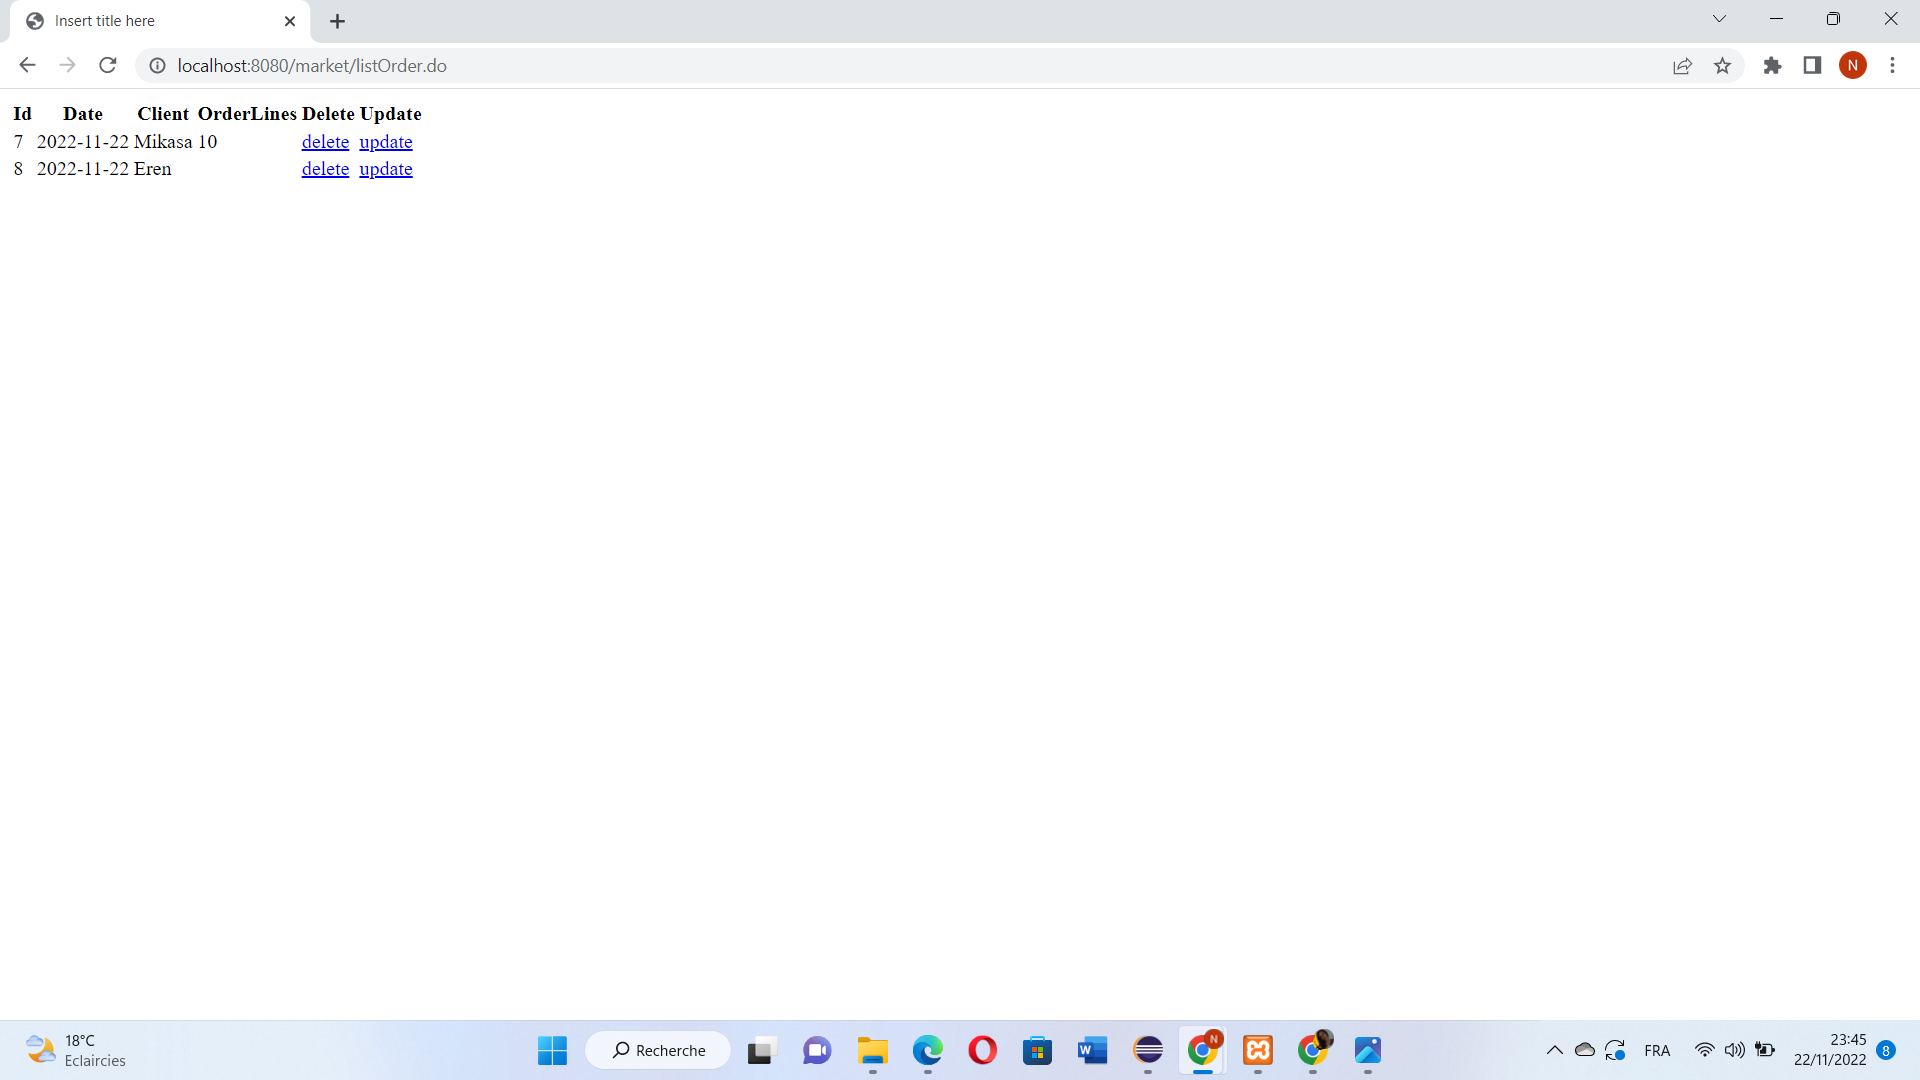 Insert title here
localhost:8080/market/listOrder.do
N
Id Date Client OrderLines Delete Update
7 2022-11-22 Mikasa 10 delete update
8 2022-11-22 Eren delete update
18°C
Eclaircies
Recherche
W
N
FRA
23:45
22/11/2022
8